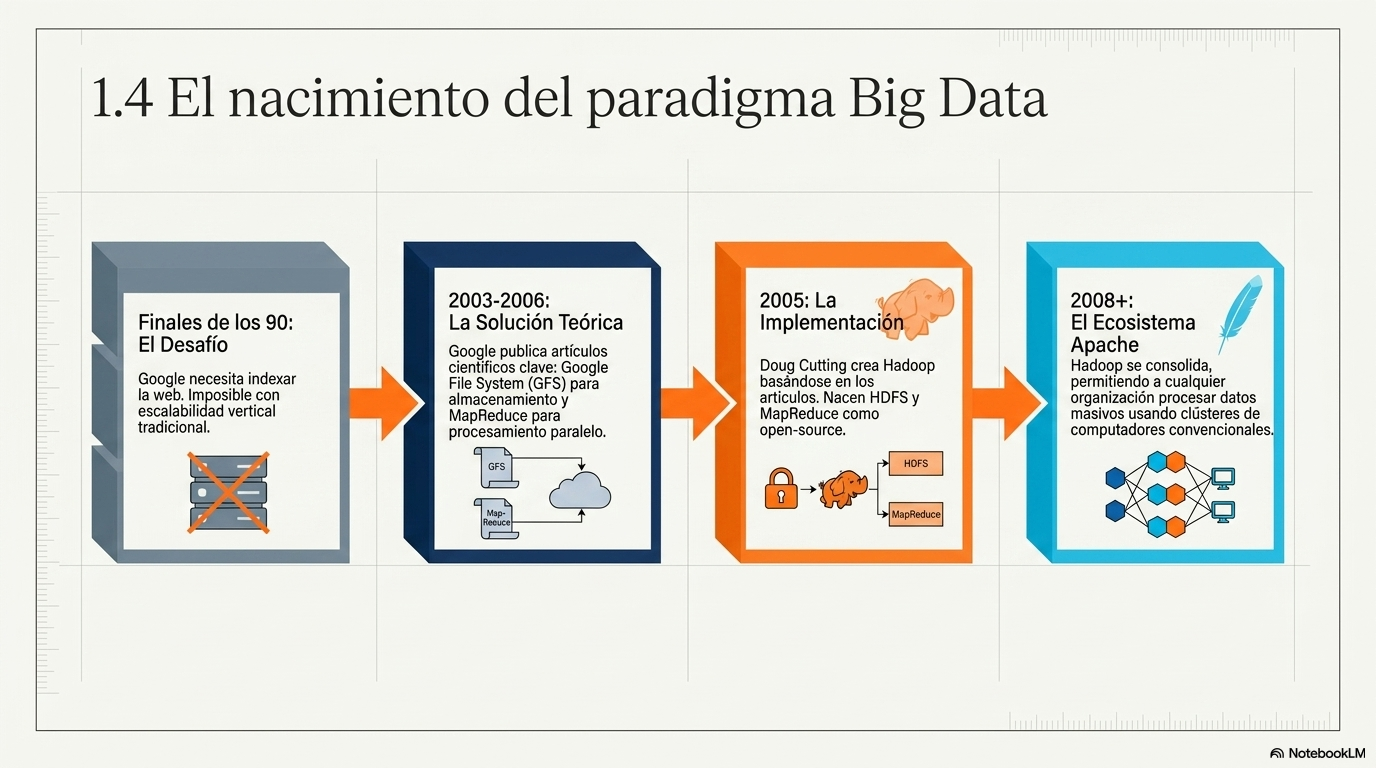 1.4 El nacimiento del paradigma Big Data
Finales de los 90:
El Desafío
Google necesita indexar
la web. Imposible con
escalabilidad vertical
tradicional.
2003-2006:
La Solución Teórica
Google publica artículos
científicos clave: Google
File System (GFS) para
almacenamiento y
MapReduce para
procesamiento paralelo.
GFS
Map-
Reeuce
2005: La
Implementación
Doug Cutting crea Hadoop
basándose en los
articulos. Nacen HDFS y
MapReduce como
open-source.
HDFS
MapReduce
2008+:
El Ecosistema
Apache
Hadoop se consolida,
permitiendo a cualquier
organización procesar datos
masivos usando clústeres de
computadores convencionales.
NotebookLM